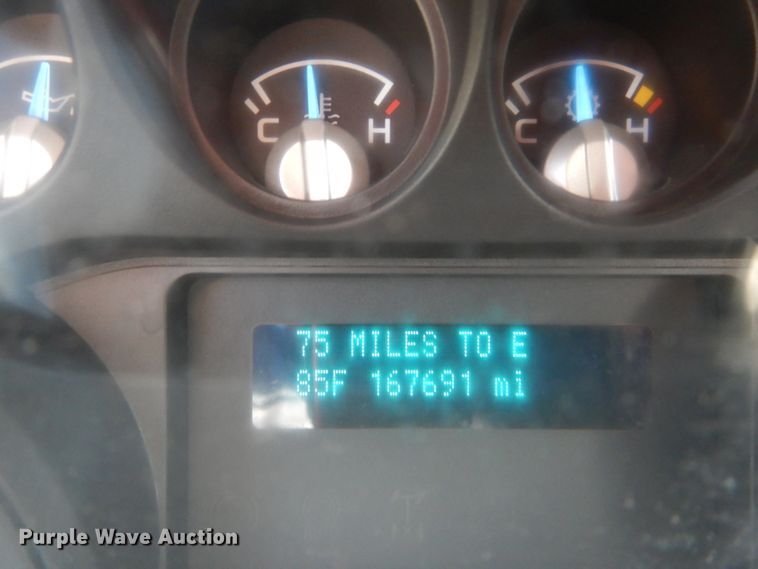 C H
C H
75 MILES TO E
85F 167691 mi
Purple Wave Auction